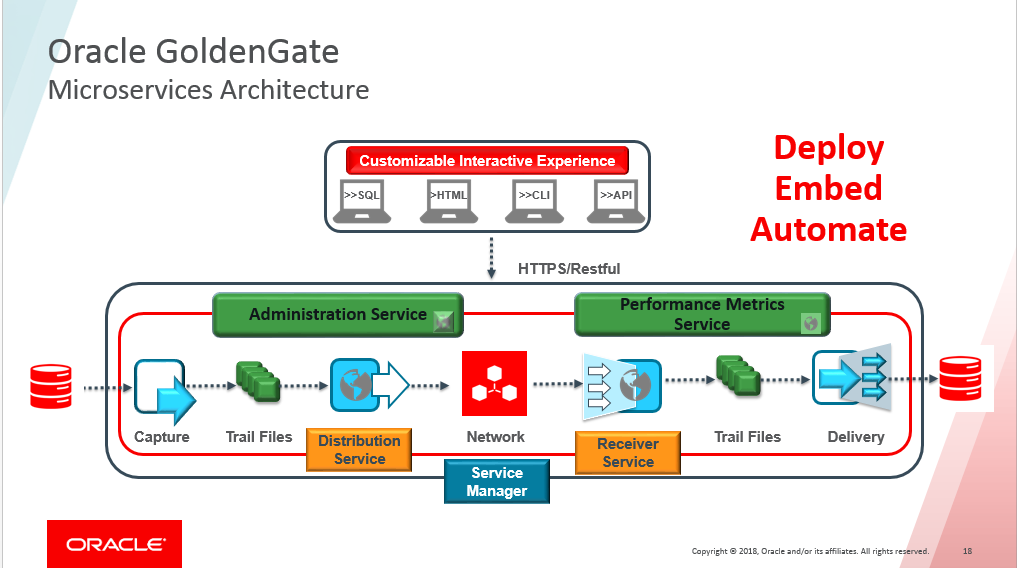 Oracle GoldenGate
Microservices Architecture
Customizable Interactive Experience
>>SQL
>HTML
>>CLI
>>API
Deploy
Embed
Automate
HTTPS/Restful
Administration Service
Performance Metrics
Service
Capture
Trail Files
Distribution
Service
Network
Receiver
Service
Trail Files
Delivery
Service
Manager
ORACLE®
Copyright © 2018, Oracle and/or its affiliates. All rights reserved.
18